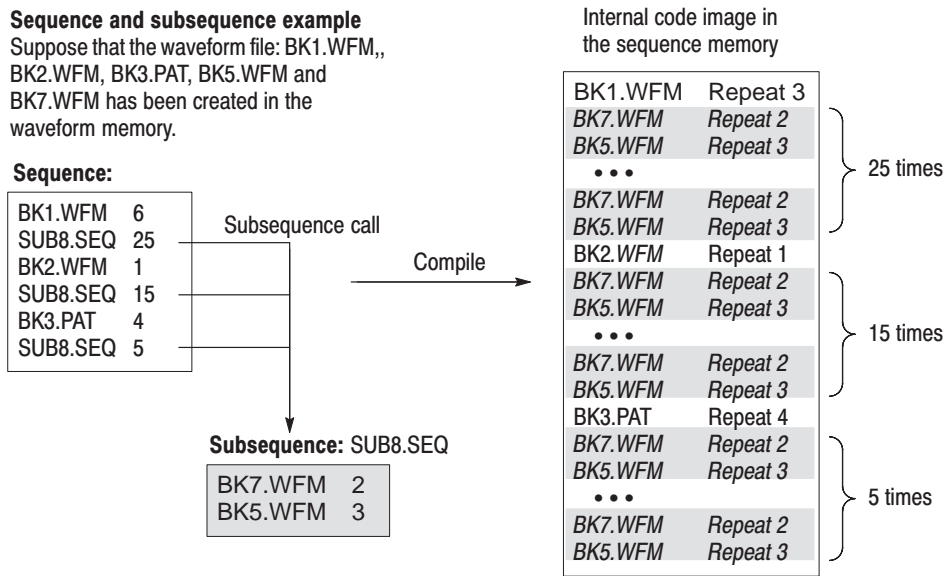 Sequence and subsequence example
Suppose that the waveform file: BK1.WFM,,
BK2.WFM, BK3.PAT, BK5.WFM and
BK7.WFM has been created in the
waveform memory.
Sequence:
BK1.WFM 6
SUB8.SEQ 25
BK2.WFM 1
SUB8.SEQ 15
BK3.PAT 4
SUB8.SEQ 5
Subsequence call
Subsequence: SUB8.SEQ
BK7.WFM 2
BK5.WFM 3
Compile
Internal code image in
the sequence memory
BK1.WFM Repeat 3
BK7.WFM Repeat 2
BK5.WFM Repeat 3
• • •
BK7.WFM Repeat 2
BK5.WFM Repeat 3
25 times
BK2.WFM Repeat 1
BK7.WFM Repeat 2
BK5.WFM Repeat 3
• • •
BK7.WFM Repeat 2
BK5.WFM Repeat 3
15 times
BK3.PAT Repeat 4
BK7.WFM Repeat 2
BK5.WFM Repeat 3
• • •
BK7.WFM Repeat 2
BK5.WFM Repeat 3
5 times